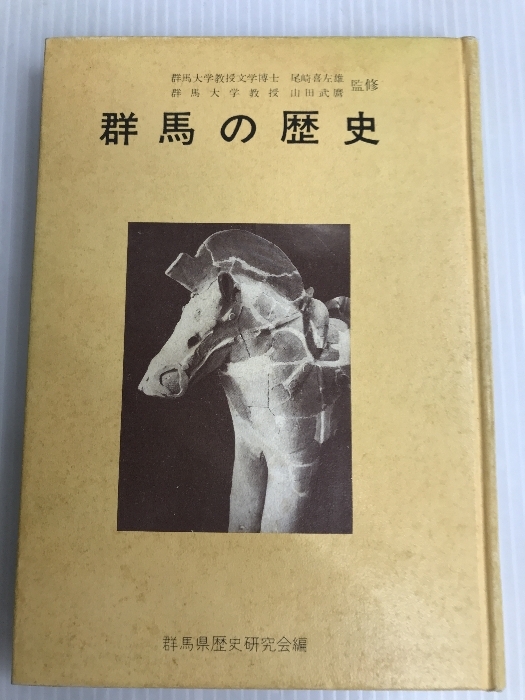 群馬大学教授文学博士 尾崎喜左雄
群馬大学教授 山田武麿 監修
群馬の歴史
群馬県歴史研究会編